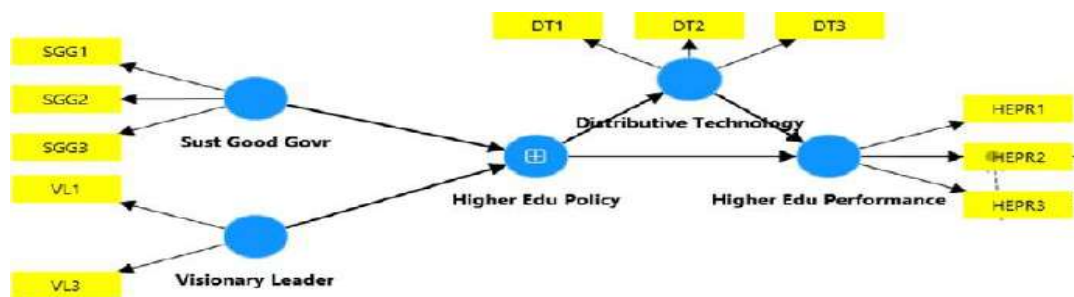 DT1
DT2
DT3
SGG1
SGG2
SGG3
Sust Good Govr
Distributive Technology
HEPR1
HEPR2
HEPR3
Higher Edu Policy
Higher Edu Performance
VL1
VL3
Visionary Leader